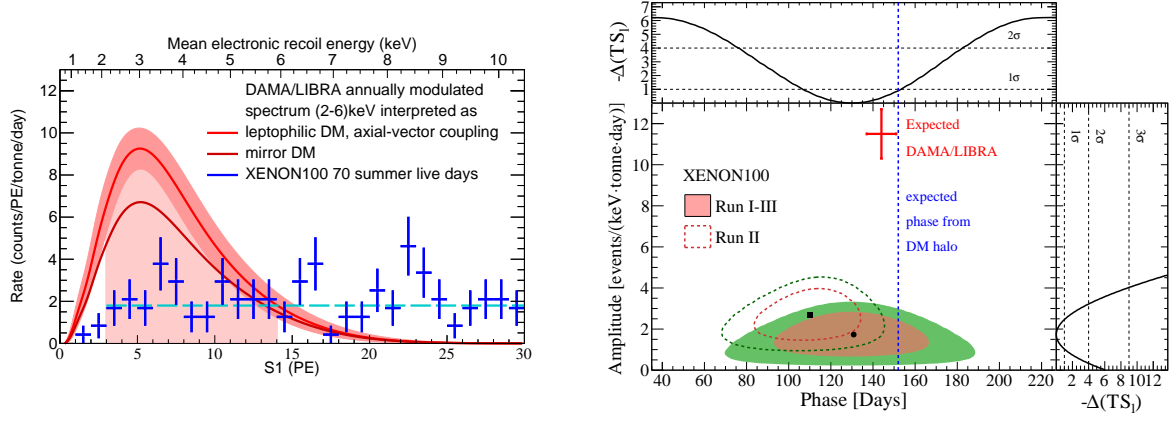 Mean electronic recoil energy (keV)
1 2 3 4 5 6 7 8 9 10
DAMA/LIBRA annually modulated
spectrum (2-6)keV interpreted as
leptophilic DM, axial-vector coupling
mirror DM
XENON100 70 summer live days
Rate (counts/PE/tonne/day)
12
10
8
6
4
2
0
0 5 10 15 20 25 30
S1 (PE)
-Δ(TS₁)
7
6
5
4
3
2
1
2σ
1σ
Amplitude [events/(keV·tonne·day)]
12
10
8
6
4
2
0
Expected
DAMA/LIBRA
XENON100
Run I-III
Run II
expected
phase from
DM halo
40 60 80 100 120 140 160 180 200 220
Phase [Days]
1σ 2σ 3σ
2 4 6 8 10 12
-Δ(TS₁)